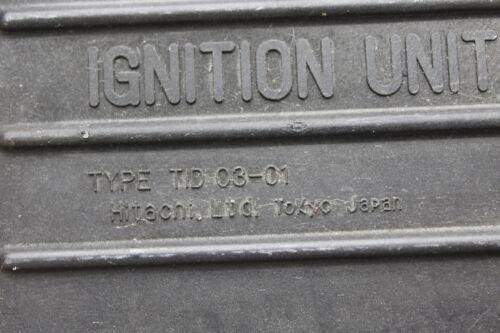 IGNITION UNIT
TYPE TID 03-01
Hitachi, Ltd. Tokyo Japan